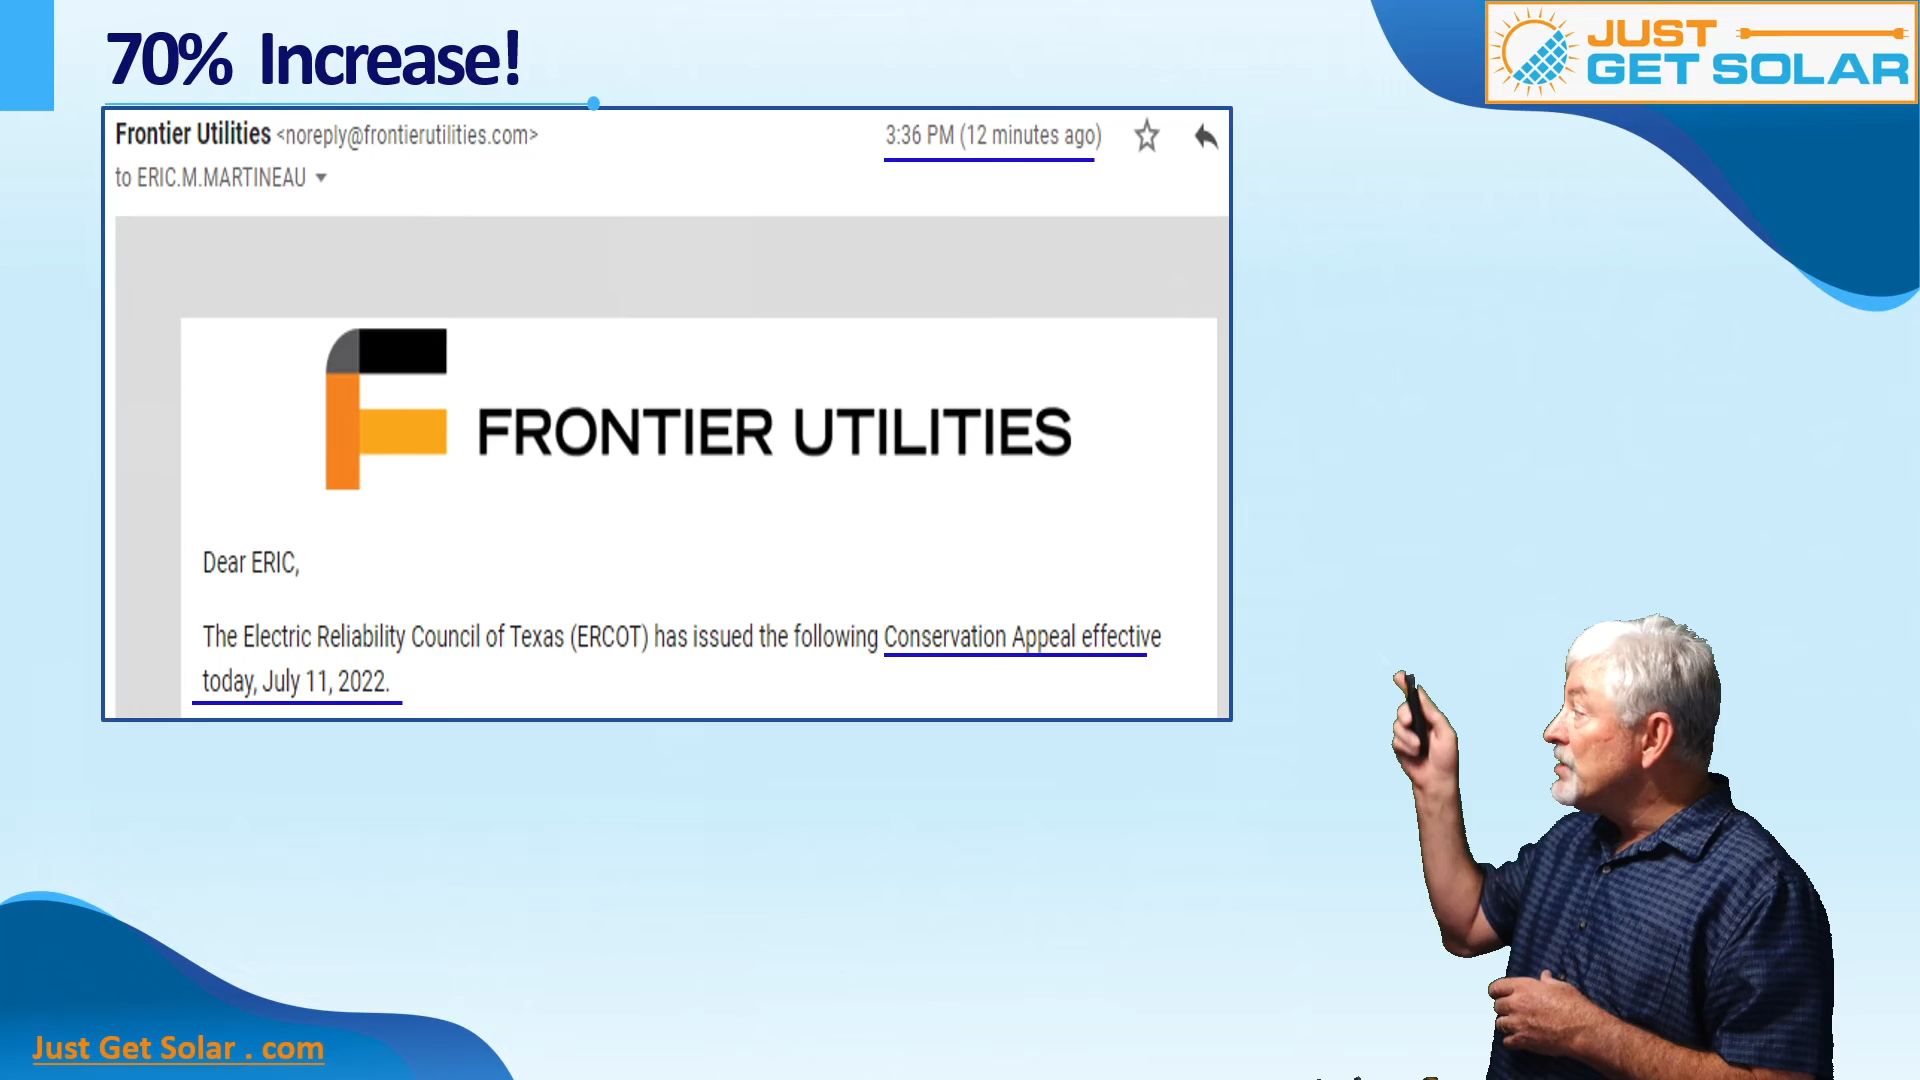 70% Increase!
JUST
GET SOLAR
Frontier Utilities <noreply@frontierutilities.com>
3:36 PM (12 minutes ago)
to ERIC.M.MARTINEAU
FRONTIER UTILITIES
Dear ERIC,
The Electric Reliability Council of Texas (ERCOT) has issued the following Conservation Appeal effective
today, July 11, 2022.
Just Get Solar . com